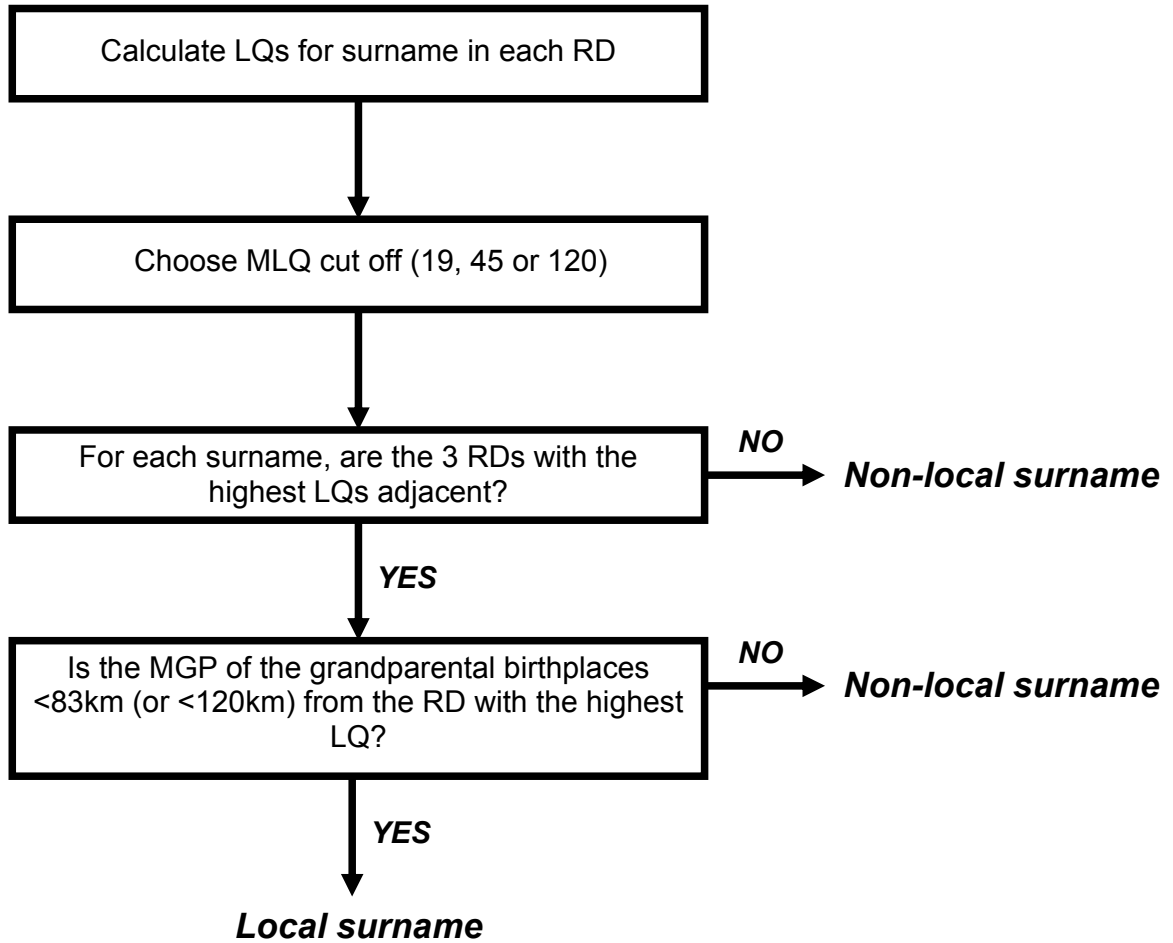 Calculate LQs for surname in each RD
Choose MLQ cut off (19, 45 or 120)
For each surname, are the 3 RDs with the
highest LQs adjacent?
NO
Non-local surname
YES
Is the MGP of the grandparental birthplaces
<83km (or <120km) from the RD with the highest
LQ?
NO
Non-local surname
YES
Local surname